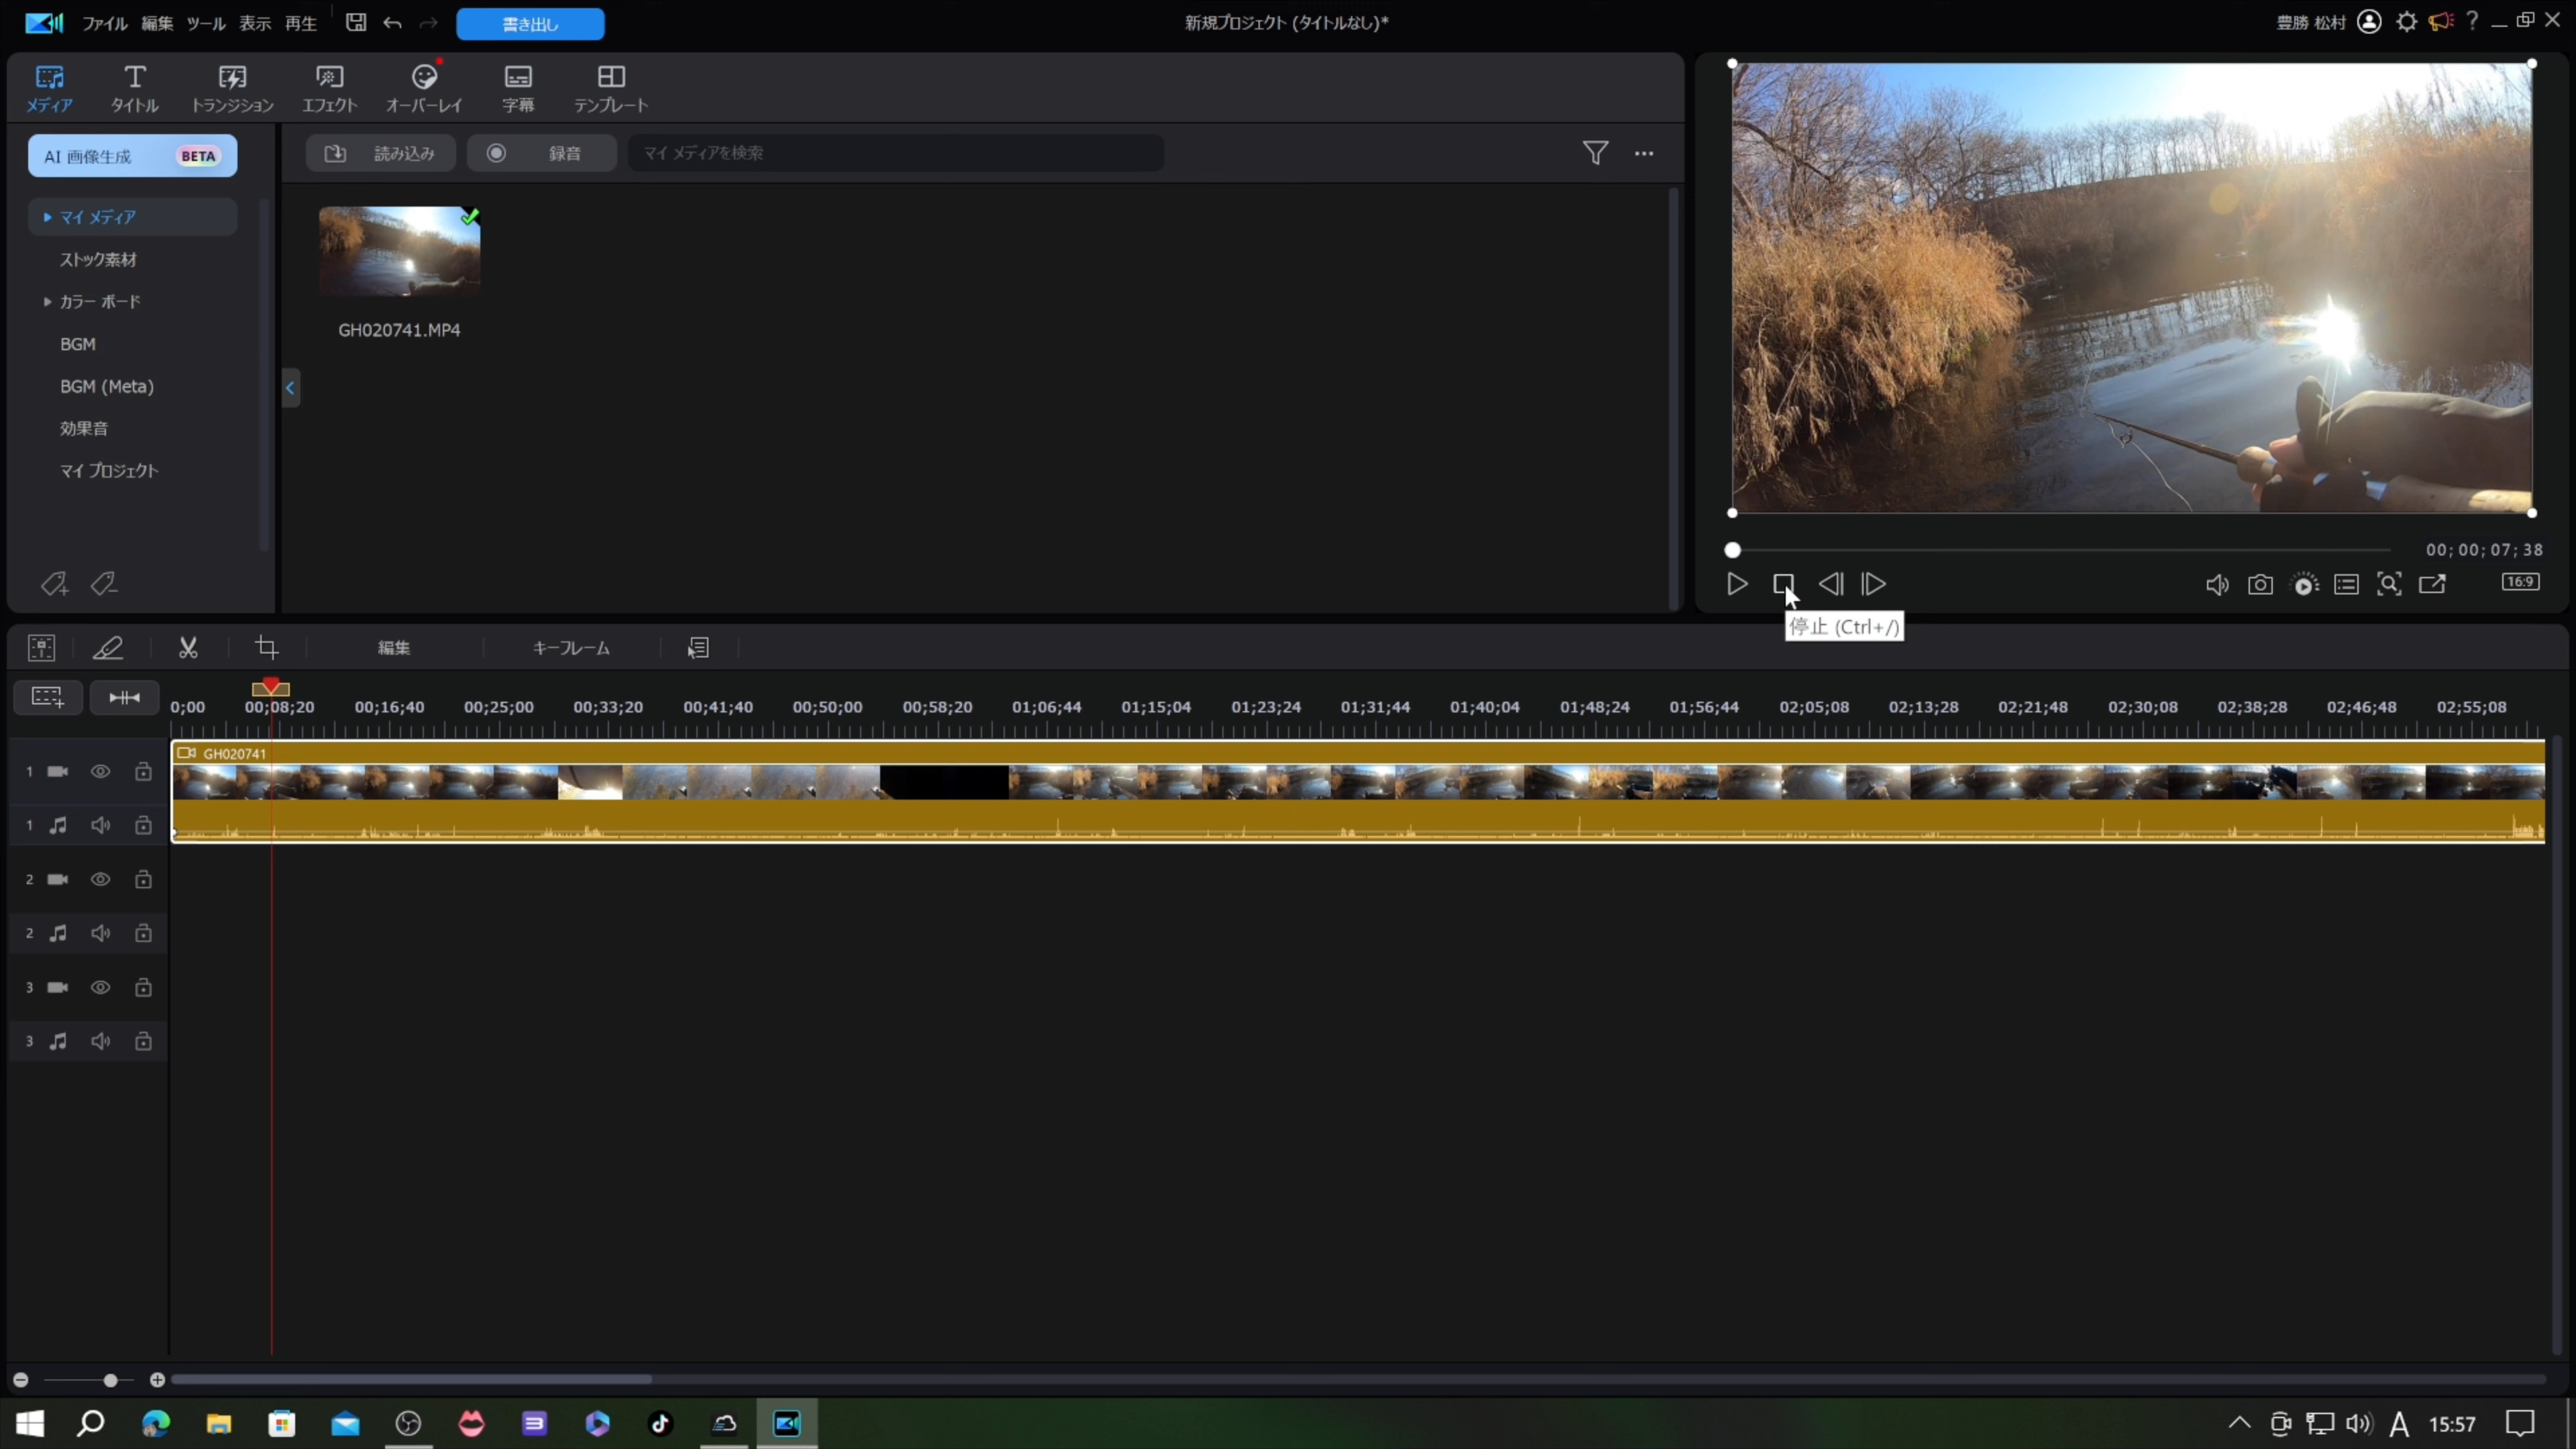 ファイル 編集 ツール 表示 再生 書き出し 新規プロジェクト (タイトルなし)* 豊勝 松村
メディア タイトル トランジション エフェクト オーバーレイ 字幕 テンプレート
AI 画像生成 BETA
読み込み 録音 マイ メディアを検索
マイ メディア
ストック素材
カラー ボード
BGM
BGM (Meta)
効果音
マイ プロジェクト
GH020741.MP4
00;00;07;38
16:9
停止 (Ctrl+/)
編集 キーフレーム
0;00 00;08;20 00;16;40 00;25;00 00;33;20 00;41;40 00;50;00 00;58;20 01;06;44 01;15;04 01;23;24 01;31;44 01;40;04 01;48;24 01;56;44 02;05;08 02;13;28 02;21;48 02;30;08 02;38;28 02;46;48 02;55;08
GH020741
1
1
2
2
3
3
A 15:57